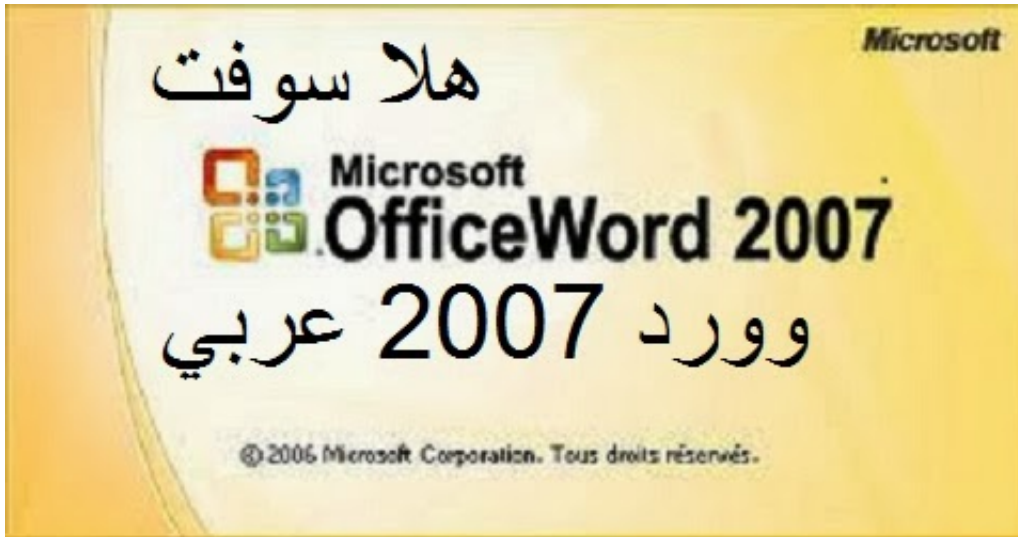 Microsoft
هلا سوفت
Microsoft
OfficeWord 2007
وورد 2007 عربي
© 2006 Microsoft Corporation. Tous droits réservés.